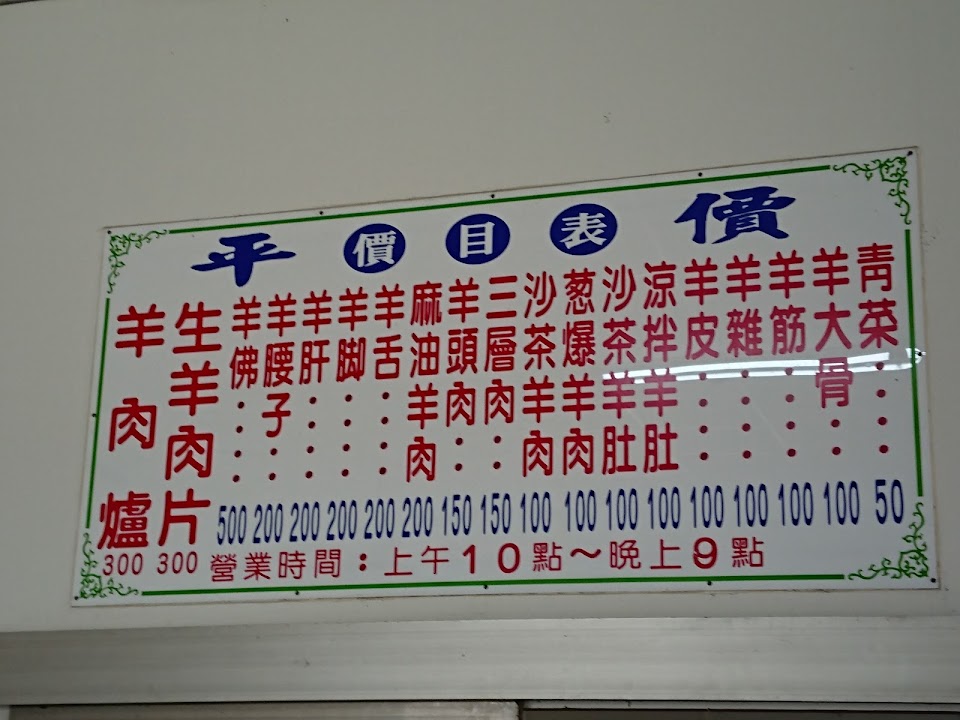 平 價目表 價
羊肉爐 300
生羊肉片 300
羊佛：： 500
羊腰子： 200
羊肝：： 200
羊脚：： 200
羊舌：： 200
麻油羊肉 200
羊頭肉： 150
三層肉： 150
沙茶羊肉 100
葱爆羊肉 100
沙茶羊肚 100
涼拌羊肚 100
羊皮：： 100
羊雜：： 100
羊筋：： 100
羊大骨： 100
青菜：： 50
營業時間：上午10點～晚上9點